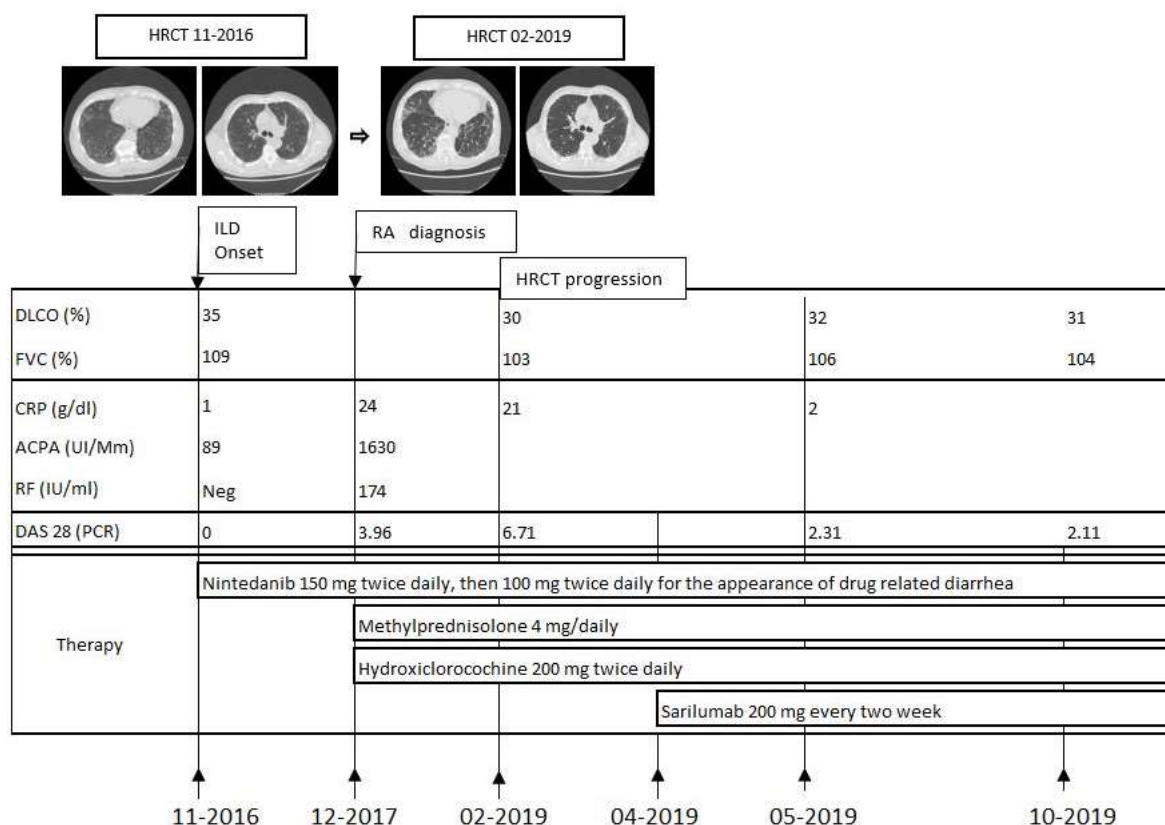 HRCT 11-2016
HRCT 02-2019
ILD
Onset
RA diagnosis
HRCT progression
DLCO (%) 35 30 32 31
FVC (%) 109 103 106 104
CRP (g/dl) 1 24 21 2
ACPA (UI/Mm) 89 1630
RF (IU/ml) Neg 174
DAS 28 (PCR) 0 3.96 6.71 2.31 2.11
Nintedanib 150 mg twice daily, then 100 mg twice daily for the appearance of drug related diarrhea
Methylprednisolone 4 mg/daily
Therapy
Hydroxiclorocochine 200 mg twice daily
Sarilumab 200 mg every two week
11-2016 12-2017 02-2019 04-2019 05-2019 10-2019